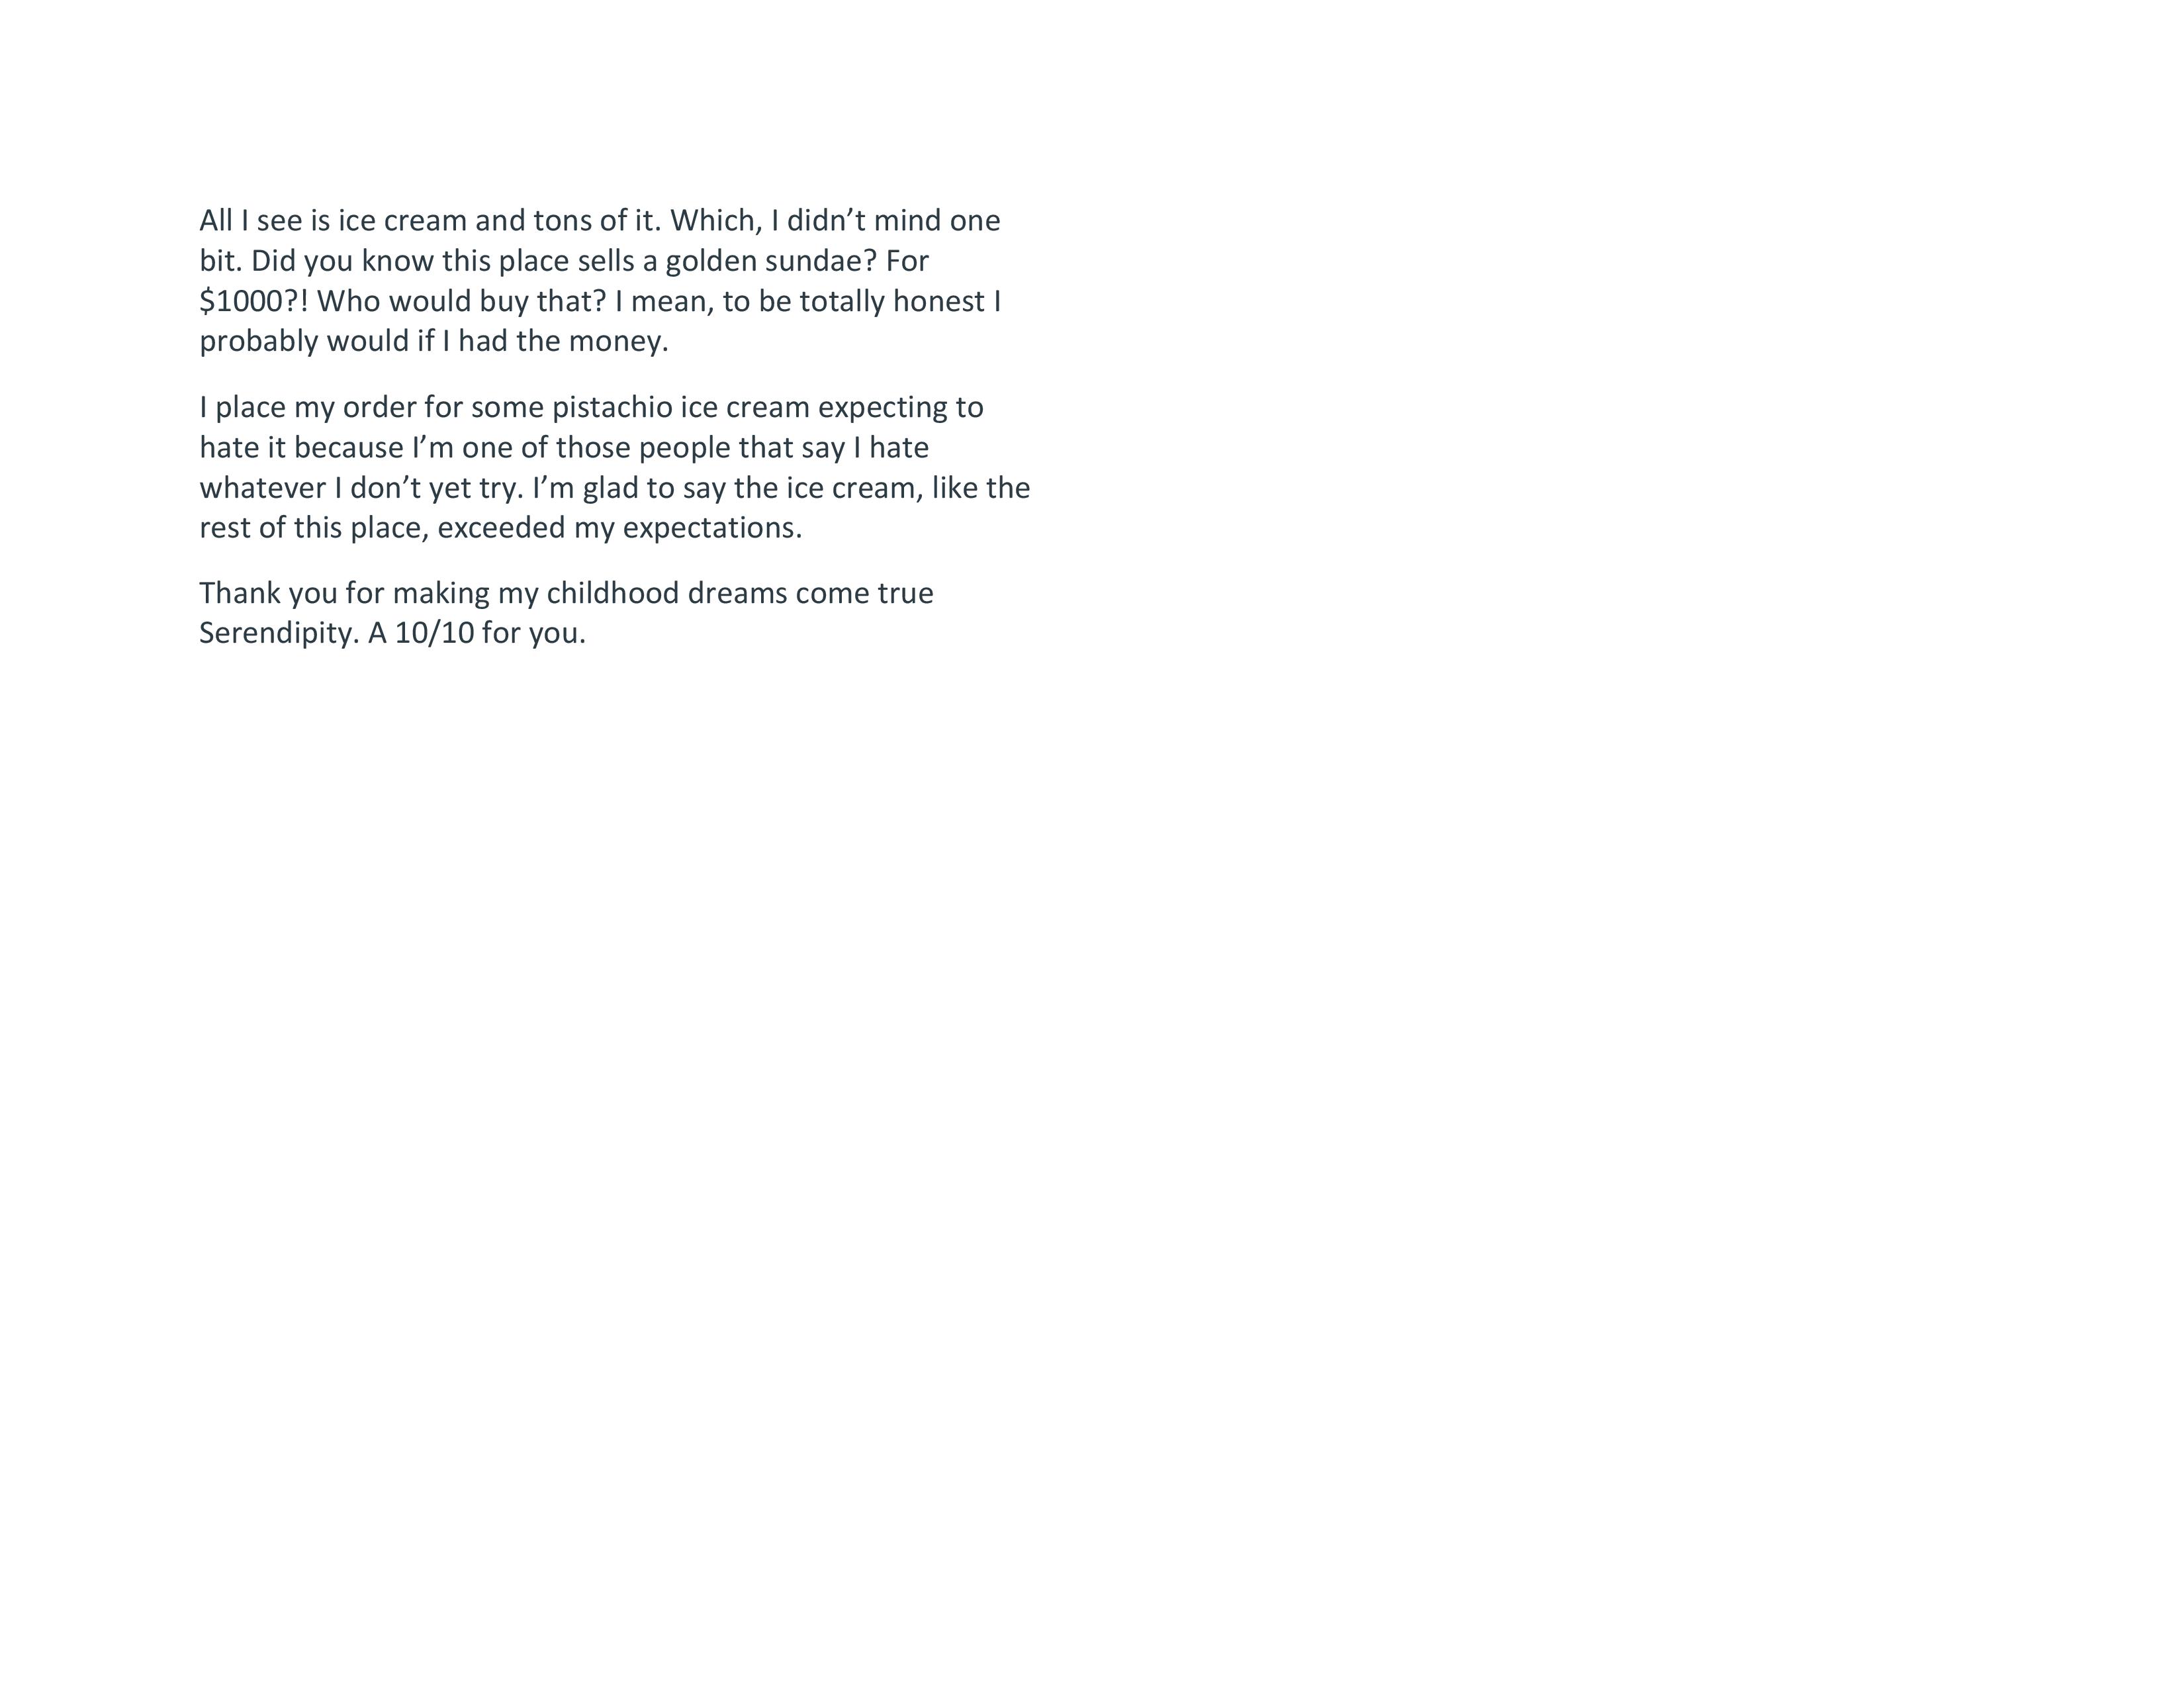 All I see is ice cream and tons of it. Which, I didn’t mind one
bit. Did you know this place sells a golden sundae? For
$1000?! Who would buy that? I mean, to be totally honest I
probably would if I had the money.
I place my order for some pistachio ice cream expecting to
hate it because I’m one of those people that say I hate
whatever I don’t yet try. I’m glad to say the ice cream, like the
rest of this place, exceeded my expectations.
Thank you for making my childhood dreams come true
Serendipity. A 10/10 for you.